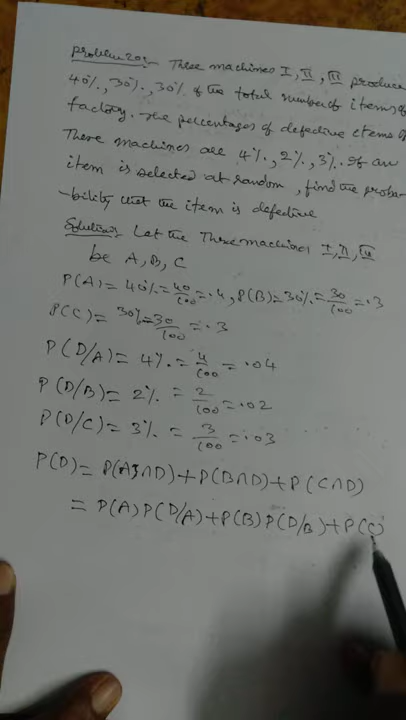 Problem 20:- Three machines I, II, III produce
40%., 30%., 30%. of the total number of items of
factory. The percentages of defective items of
These machines are 4%., 2%., 3%. If an
item is selected at random, find the proba-
-bility that the item is defective
Solution:- Let the Three machines I, II, III
be A, B, C
P(A) = 40%. = 40/100 = .4, P(B) = 30%. = 30/100 = .3
P(C) = 30% = 30/100 = .3
P(D/A) = 4%. = 4/100 = .04
P(D/B) = 2%. = 2/100 = .02
P(D/C) = 3%. = 3/100 = .03
P(D) = P(A∩D) + P(B∩D) + P(C∩D)
= P(A) P(D/A) + P(B) P(D/B) + P(C)